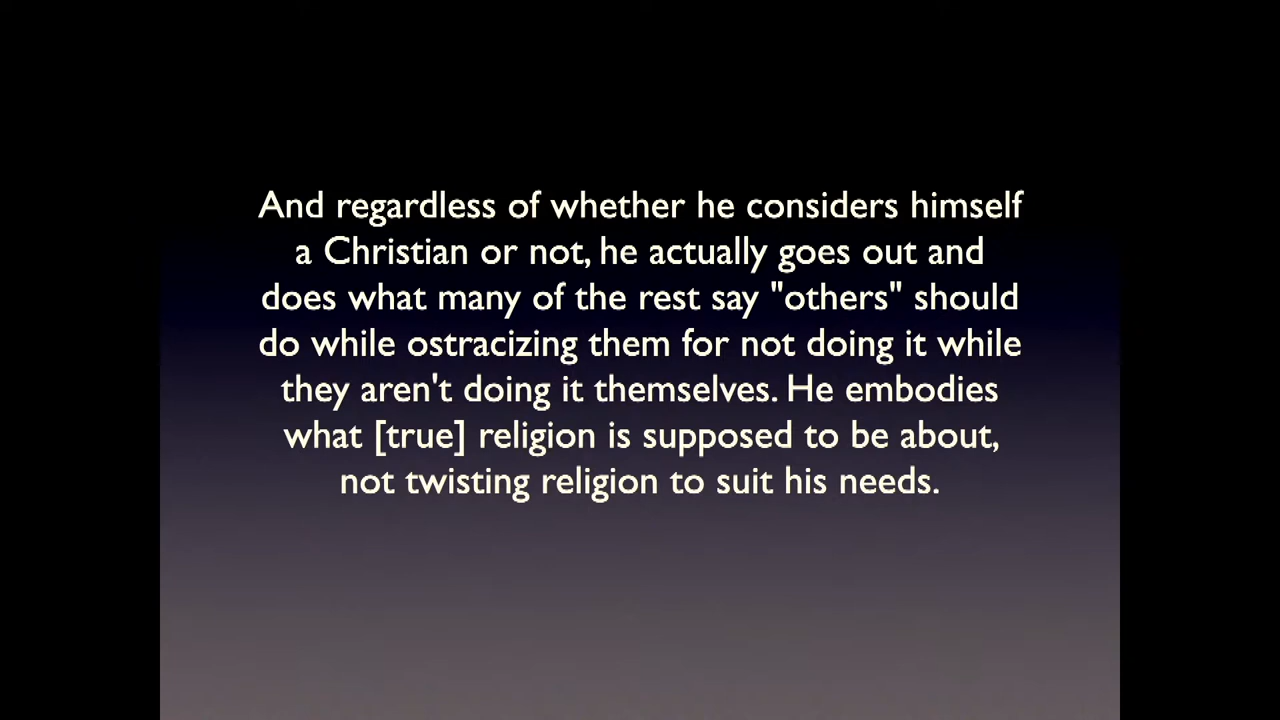 And regardless of whether he considers himself
a Christian or not, he actually goes out and
does what many of the rest say "others" should
do while ostracizing them for not doing it while
they aren't doing it themselves. He embodies
what [true] religion is supposed to be about,
not twisting religion to suit his needs.